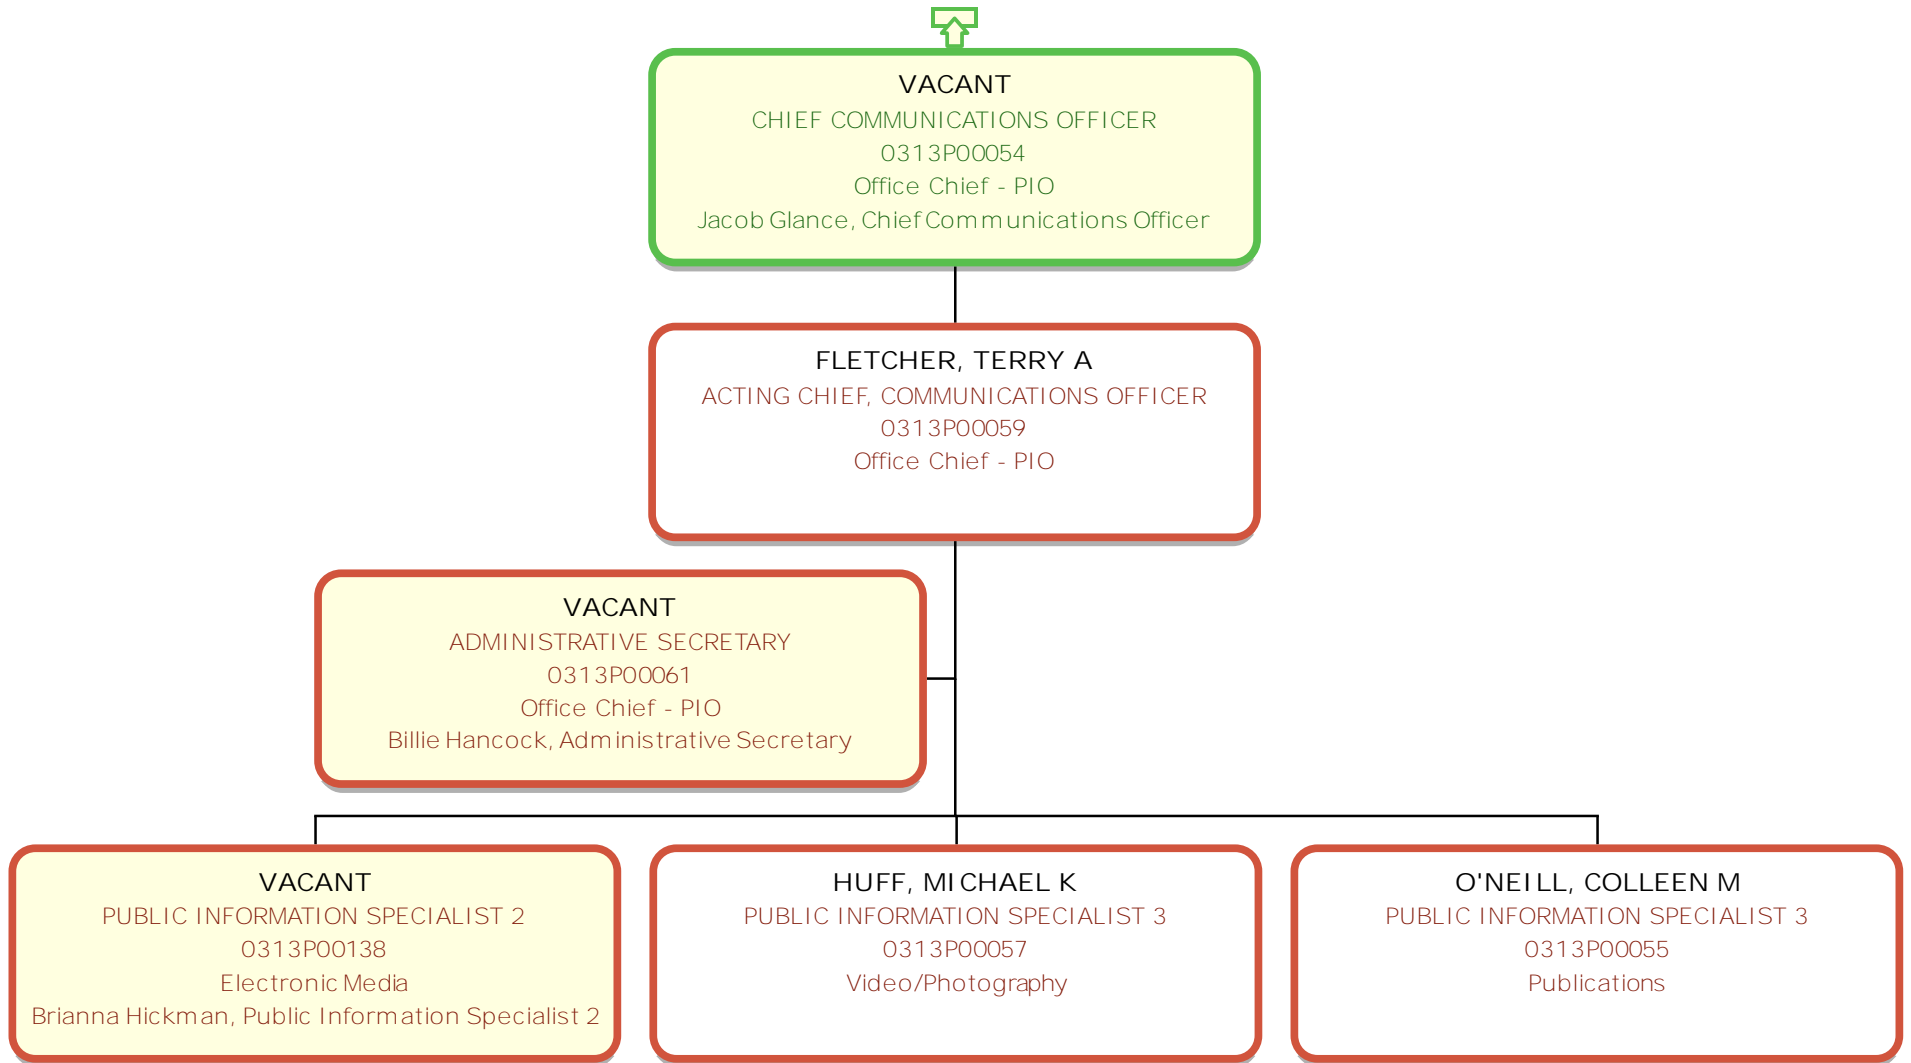 VACANT
CHIEF COMMUNICATIONS OFFICER
0313P00054
Office Chief - PIO
Jacob Glance, Chief Communications Officer
FLETCHER, TERRY A
ACTING CHIEF, COMMUNICATIONS OFFICER
0313P00059
Office Chief - PIO
VACANT
ADMINISTRATIVE SECRETARY
0313P00061
Office Chief - PIO
Billie Hancock, Administrative Secretary
VACANT
PUBLIC INFORMATION SPECIALIST 2
0313P00138
Electronic Media
Brianna Hickman, Public Information Specialist 2
HUFF, MICHAEL K
PUBLIC INFORMATION SPECIALIST 3
0313P00057
Video/Photography
O'NEILL, COLLEEN M
PUBLIC INFORMATION SPECIALIST 3
0313P00055
Publications